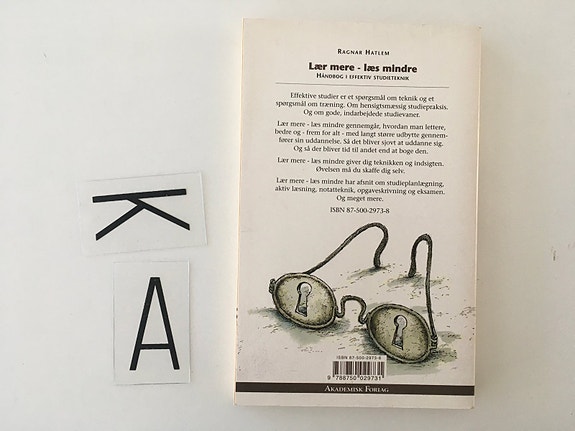 K
A
RAGNAR HATLEM
Lær mere - læs mindre
HÅNDBOG I EFFEKTIV STUDIETEKNIK
Effektive studier er et spørgsmål om teknik og et
spørgsmål om træning. Om hensigtsmæssig studiepraksis.
Og om gode, indarbejdede studievaner.
Lær mere - læs mindre gennemgår, hvordan man lettere,
bedre og - frem for alt - med langt større udbytte gennem-
fører sin uddannelse. Så det bliver sjovt at uddanne sig.
Og så der bliver tid til andet end at boge den.
Lær mere - læs mindre giver dig teknikken og indsigten.
Øvelsen må du skaffe dig selv.
Lær mere - læs mindre har afsnit om studieplanlægning,
aktiv læsning, notatteknik, opgaveskrivning og eksamen.
Og meget mere.
ISBN 87-500-2973-8
ISBN 87-500-2973-8
9 788750 029731
AKADEMISK FORLAG